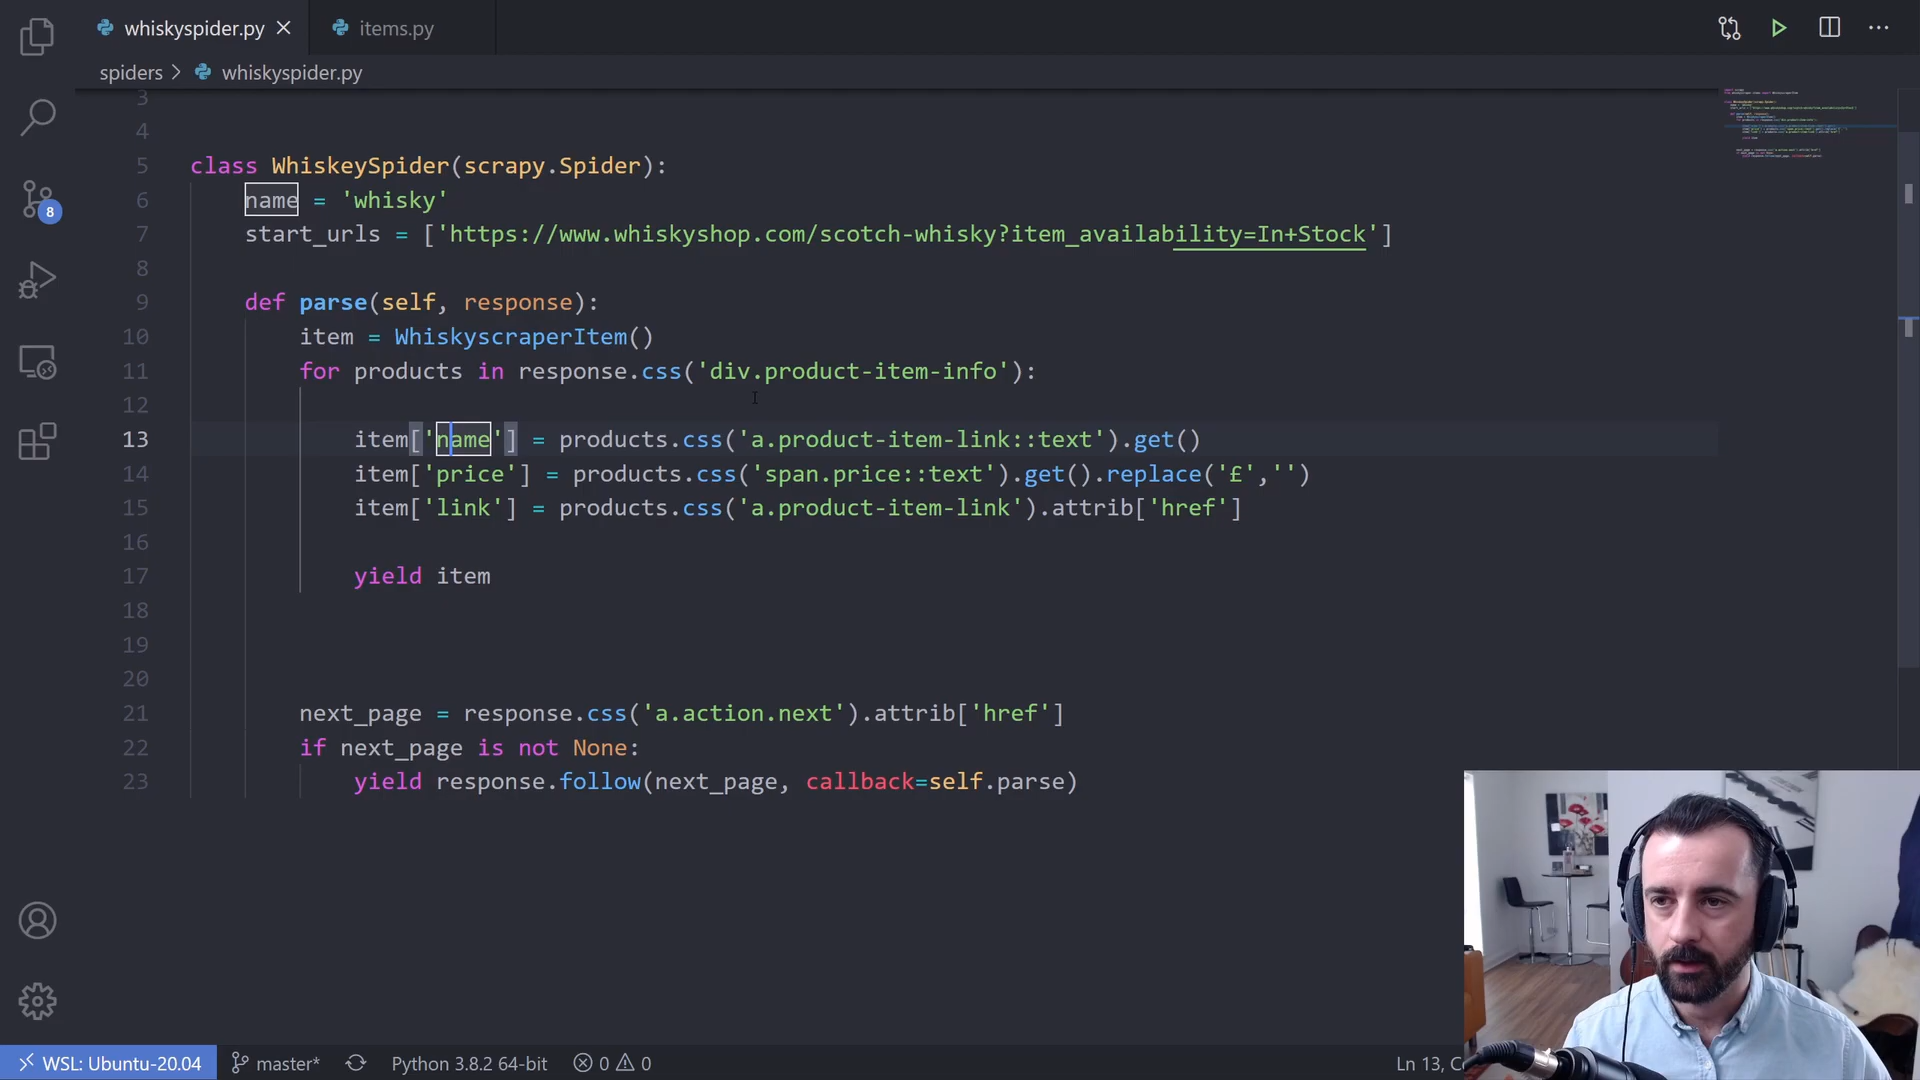 whiskyspider.py
items.py
spiders > whiskyspider.py
3
4
5 class WhiskeySpider(scrapy.Spider):
6 name = 'whisky'
7 start_urls = ['https://www.whiskyshop.com/scotch-whisky?item_availability=In+Stock']
8
9 def parse(self, response):
10 item = WhiskyscraperItem()
11 for products in response.css('div.product-item-info'):
12
13 item['name'] = products.css('a.product-item-link::text').get()
14 item['price'] = products.css('span.price::text').get().replace('£','')
15 item['link'] = products.css('a.product-item-link').attrib['href']
16
17 yield item
18
19
20
21 next_page = response.css('a.action.next').attrib['href']
22 if next_page is not None:
23 yield response.follow(next_page, callback=self.parse)
8
WSL: Ubuntu-20.04 master* Python 3.8.2 64-bit 0 0 Ln 13,